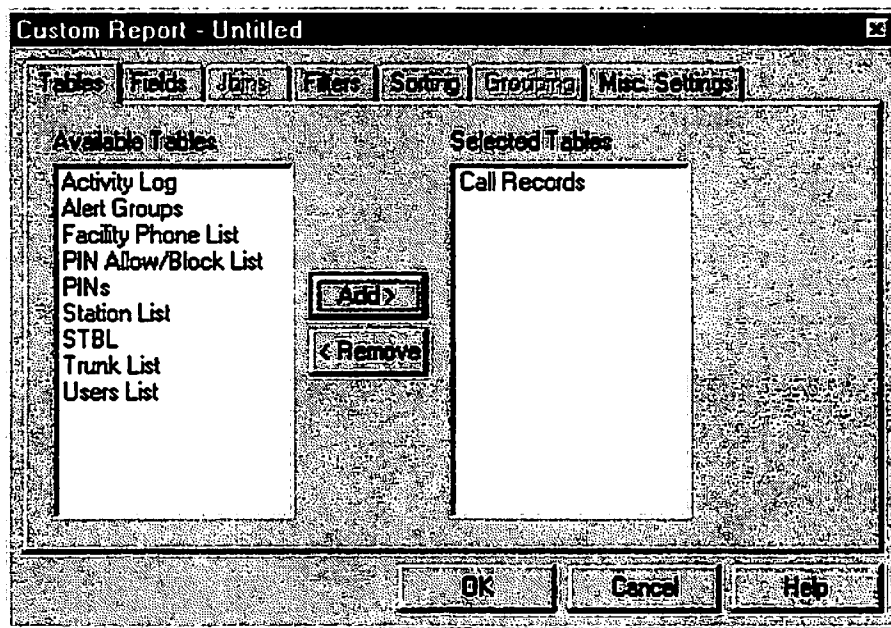 Custom Report - Untitled
Tables Fields Joins Filters Sorting Grouping Misc. Settings
Available Tables
Selected Tables
Activity Log
Alert Groups
Facility Phone List
PIN Allow/Block List
PINs
Station List
STBL
Trunk List
Users List
Call Records
Add >
< Remove
OK Cancel Help